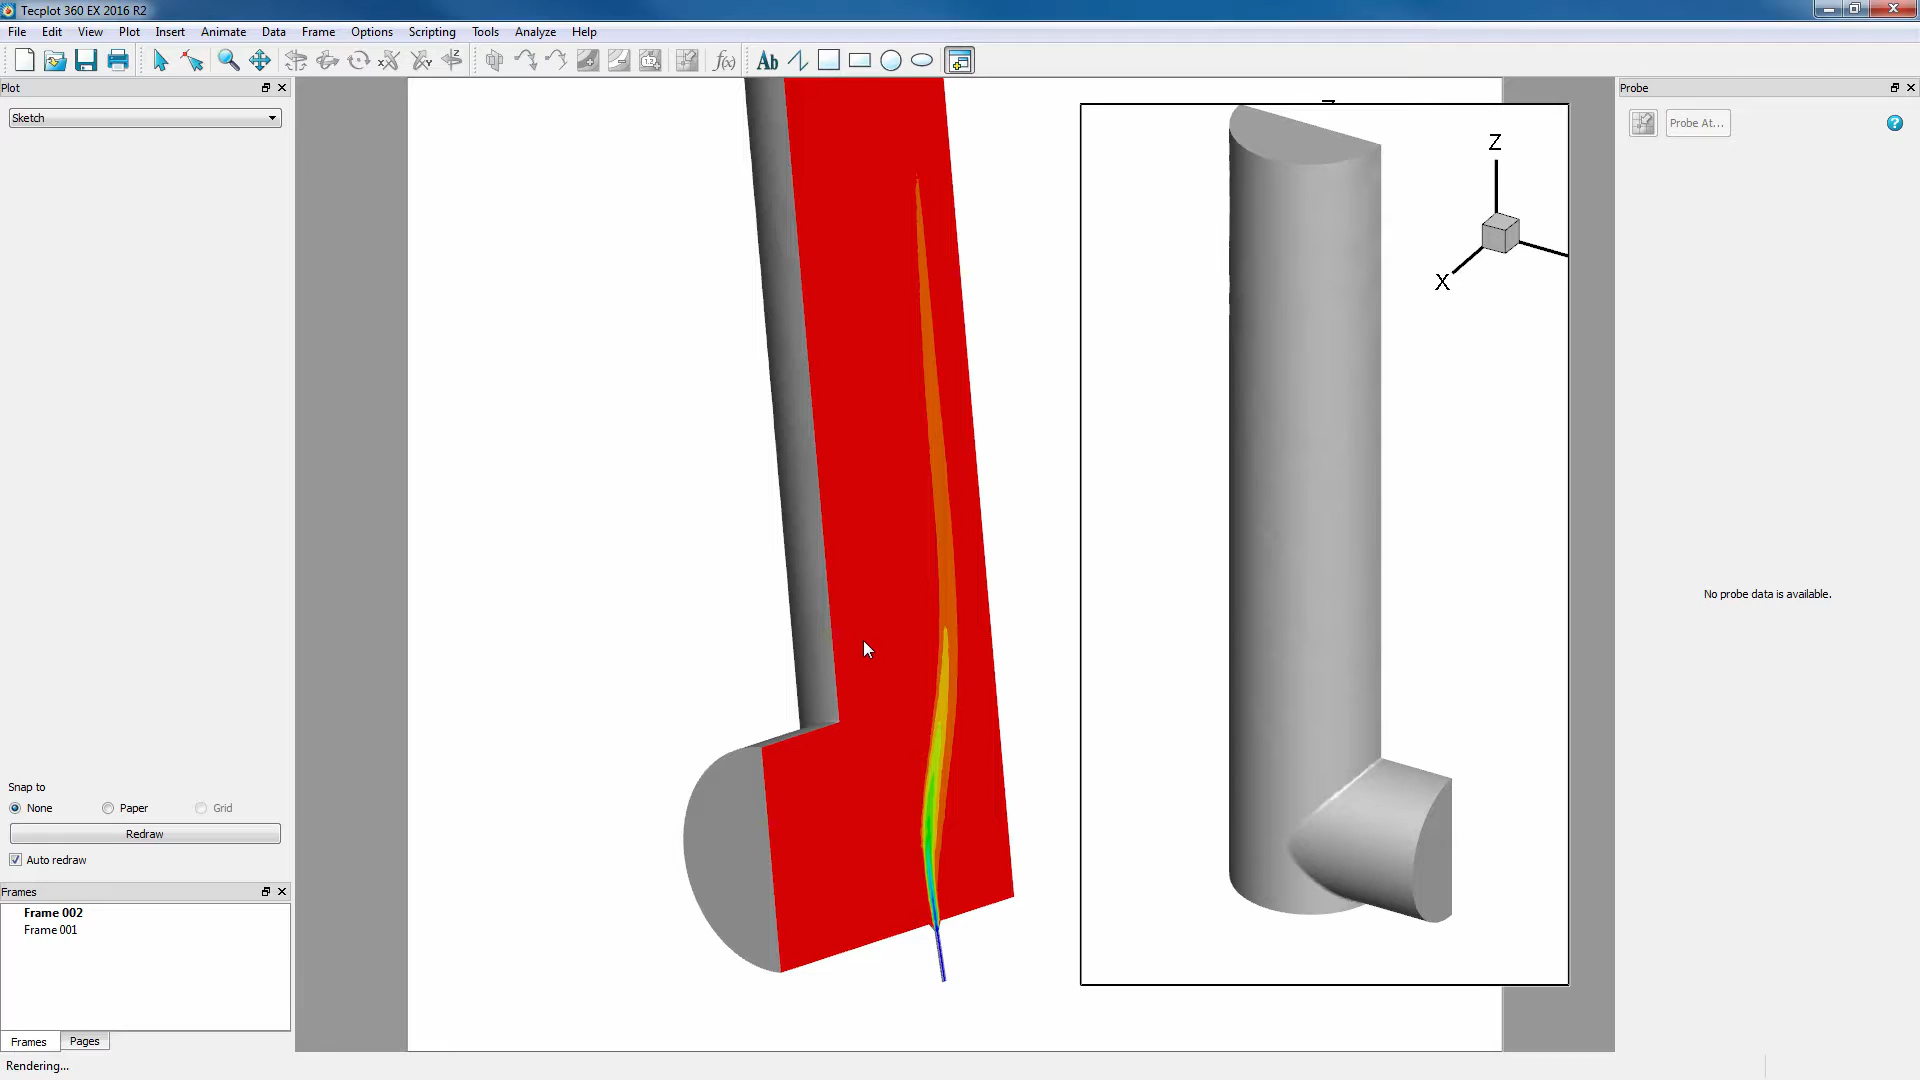 Tecplot 360 EX 2016 R2
File Edit View Plot Insert Animate Data Frame Options Scripting Tools Analyze Help
Ab
f(x)
Plot
Sketch
Snap to
None Paper Grid
Redraw
Auto redraw
Frames
Frame 002
Frame 001
Frames Pages
Rendering...
Z
X
Probe
Probe At...
?
No probe data is available.